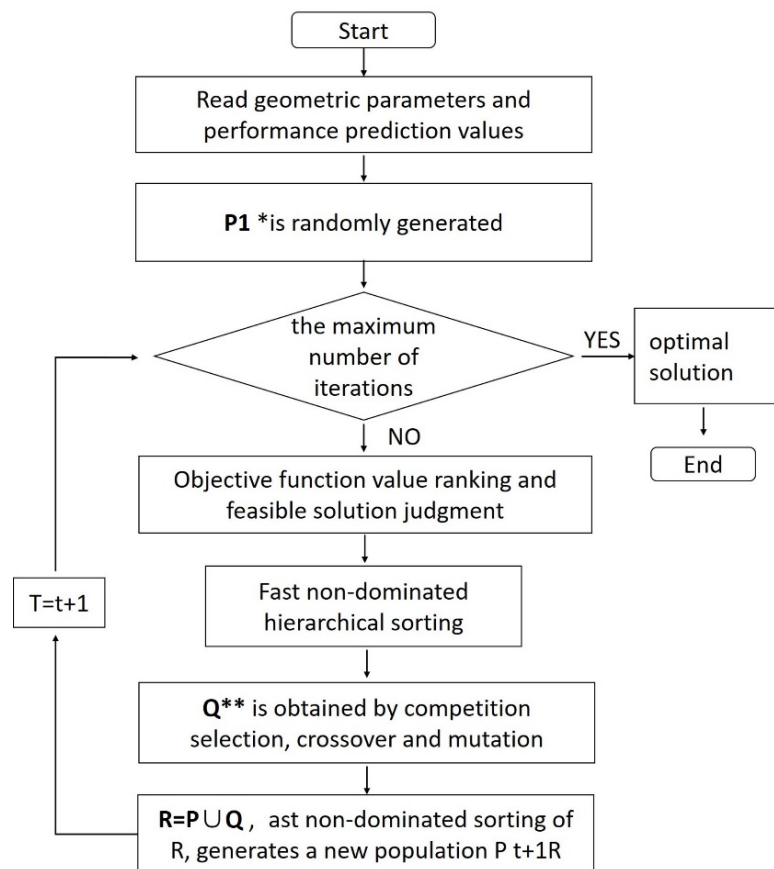 Start
Read geometric parameters and
performance prediction values
P1 *is randomly generated
the maximum
number of
iterations
YES
optimal
solution
End
NO
Objective function value ranking and
feasible solution judgment
Fast non-dominated
hierarchical sorting
T=t+1
Q** is obtained by competition
selection, crossover and mutation
R=P∪Q , ast non-dominated sorting of
R, generates a new population P t+1R